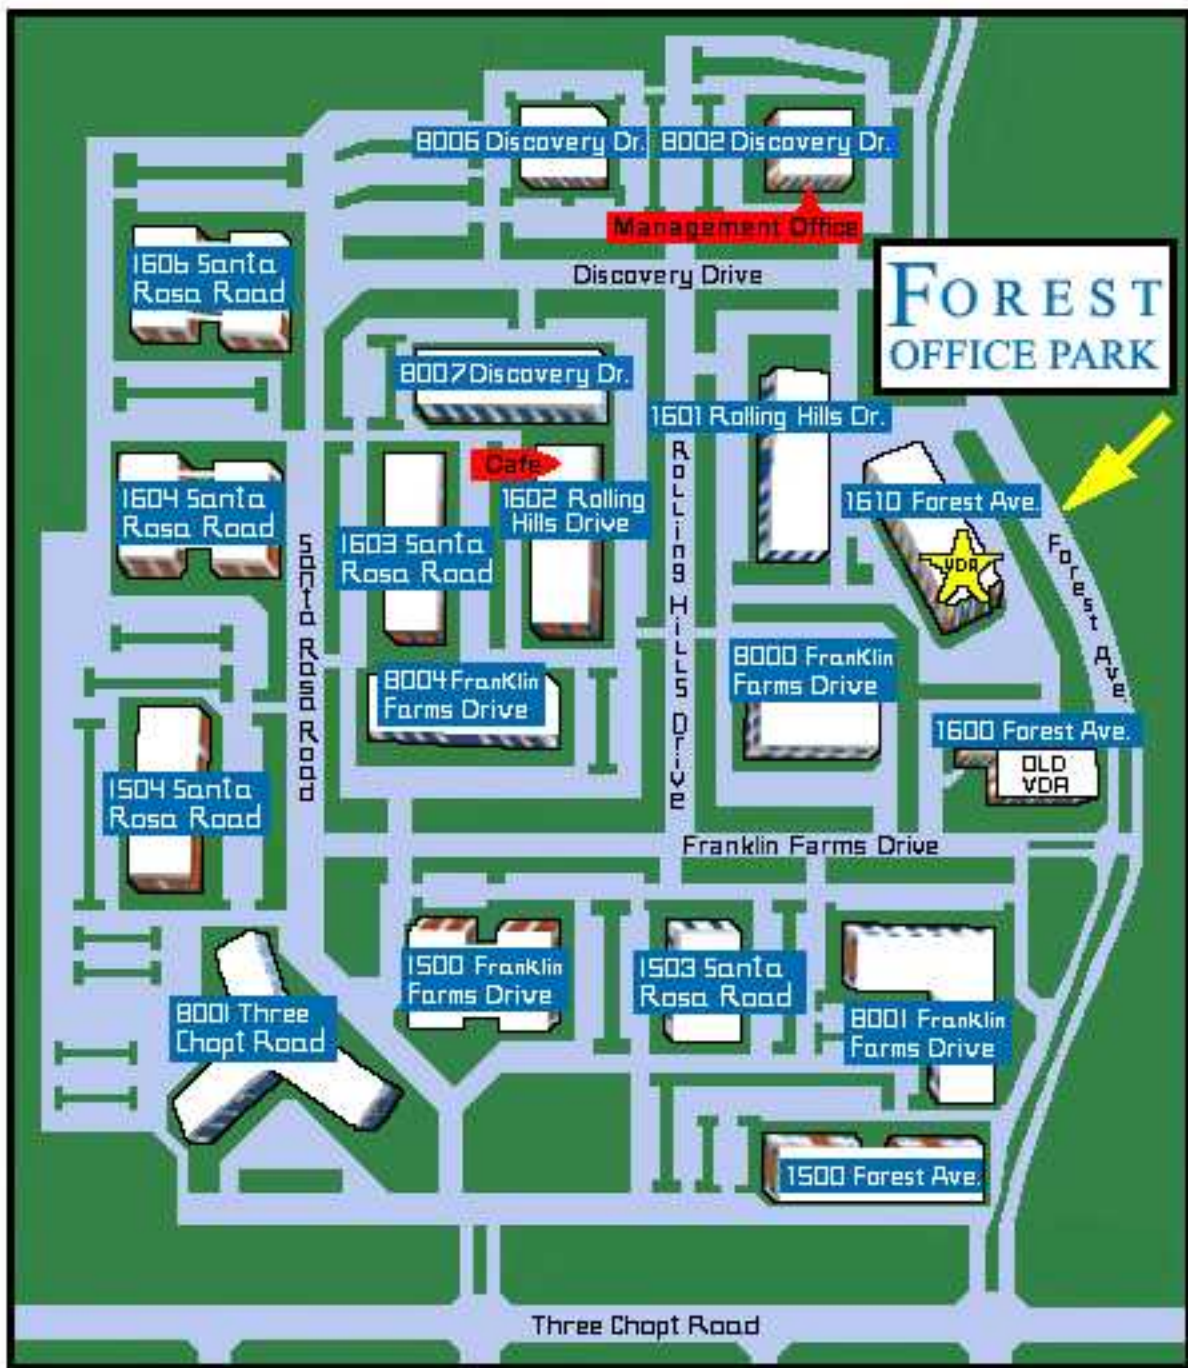 8006 Discovery Dr.
8002 Discovery Dr.
Management Office
1606 Santa
Rosa Road
Discovery Drive
FOREST
OFFICE PARK
8007 Discovery Dr.
1601 Rolling Hills Dr.
Cafe
1604 Santa
Rosa Road
1602 Rolling
Hills Drive
1610 Forest Ave.
1603 Santa
Rosa Road
VDA
Santa Rosa Road
Rolling Hills Drive
Forest Ave.
8004 Franklin
Farms Drive
8000 Franklin
Farms Drive
1600 Forest Ave.
OLD
VDA
1504 Santa
Rosa Road
Franklin Farms Drive
1500 Franklin
Farms Drive
1503 Santa
Rosa Road
8001 Three
Chopt Road
8001 Franklin
Farms Drive
1500 Forest Ave.
Three Chopt Road